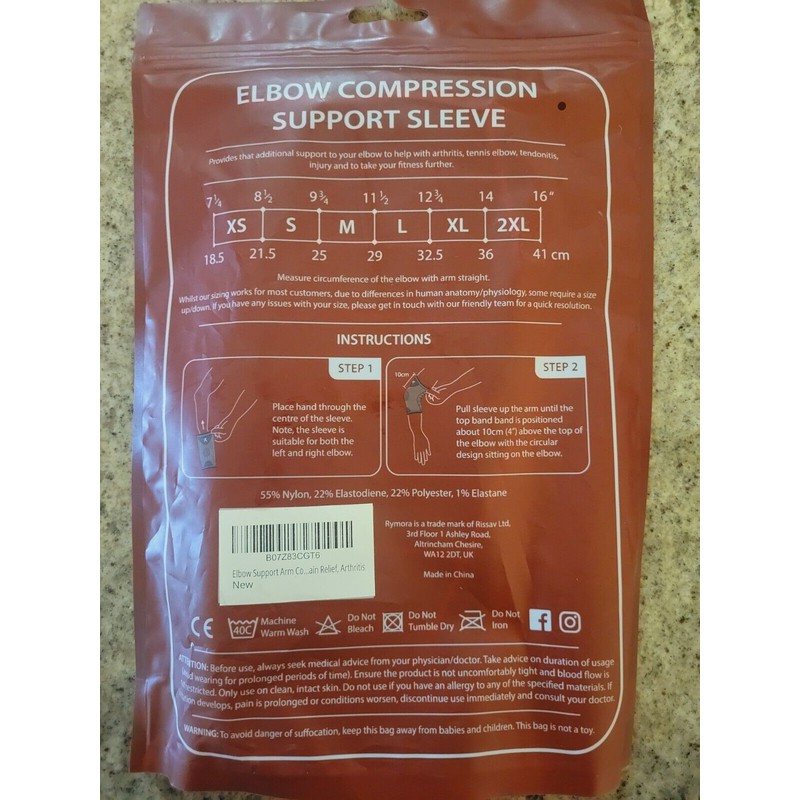 ELBOW COMPRESSION
SUPPORT SLEEVE
Provides that additional support to your elbow to help with arthritis, tennis elbow, tendonitis,
injury and to take your fitness further.
7¼ 8½ 9¾ 11½ 12¾ 14 16"
XS S M L XL 2XL
18.5 21.5 25 29 32.5 36 41 cm
Measure circumference of the elbow with arm straight.
Whilst our sizing works for most customers, due to differences in human anatomy/physiology, some require a size
up/down. If you have any issues with your size, please get in touch with our friendly team for a quick resolution.
INSTRUCTIONS
STEP 1
Place hand through the
centre of the sleeve.
Note, the sleeve is
suitable for both the
left and right elbow.
STEP 2
10cm
Pull sleeve up the arm until the
top band band is positioned
about 10cm (4") above the top of
the elbow with the circular
design sitting on the elbow.
55% Nylon, 22% Elastodiene, 22% Polyester, 1% Elastane
B07Z83CGT6
Elbow Support Arm Co...ain Relief, Arthritis
New
Rymora is a trade mark of Rissav Ltd,
3rd Floor 1 Ashley Road,
Altrincham Chesire,
WA12 2DT, UK
Made in China
CE
40C
Machine
Warm Wash
Do Not
Bleach
Do Not
Tumble Dry
Do Not
Iron
ATTENTION: Before use, always seek medical advice from your physician/doctor. Take advice on duration of usage
wearing for prolonged periods of time). Ensure the product is not uncomfortably tight and blood flow is
restricted. Only use on clean, intact skin. Do not use if you have an allergy to any of the specified materials. If
develops, pain is prolonged or conditions worsen, discontinue use immediately and consult your doctor.
WARNING: To avoid danger of suffocation, keep this bag away from babies and children. This bag is not a toy.